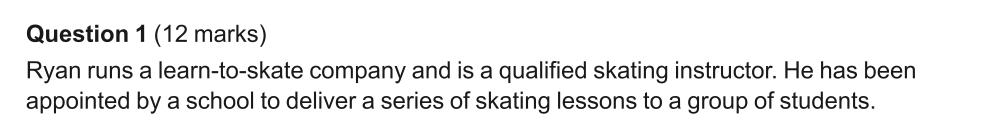 Question 1 (12 marks)
Ryan runs a learn-to-skate company and is a qualified skating instructor. He has been
appointed by a school to deliver a series of skating lessons to a group of students.